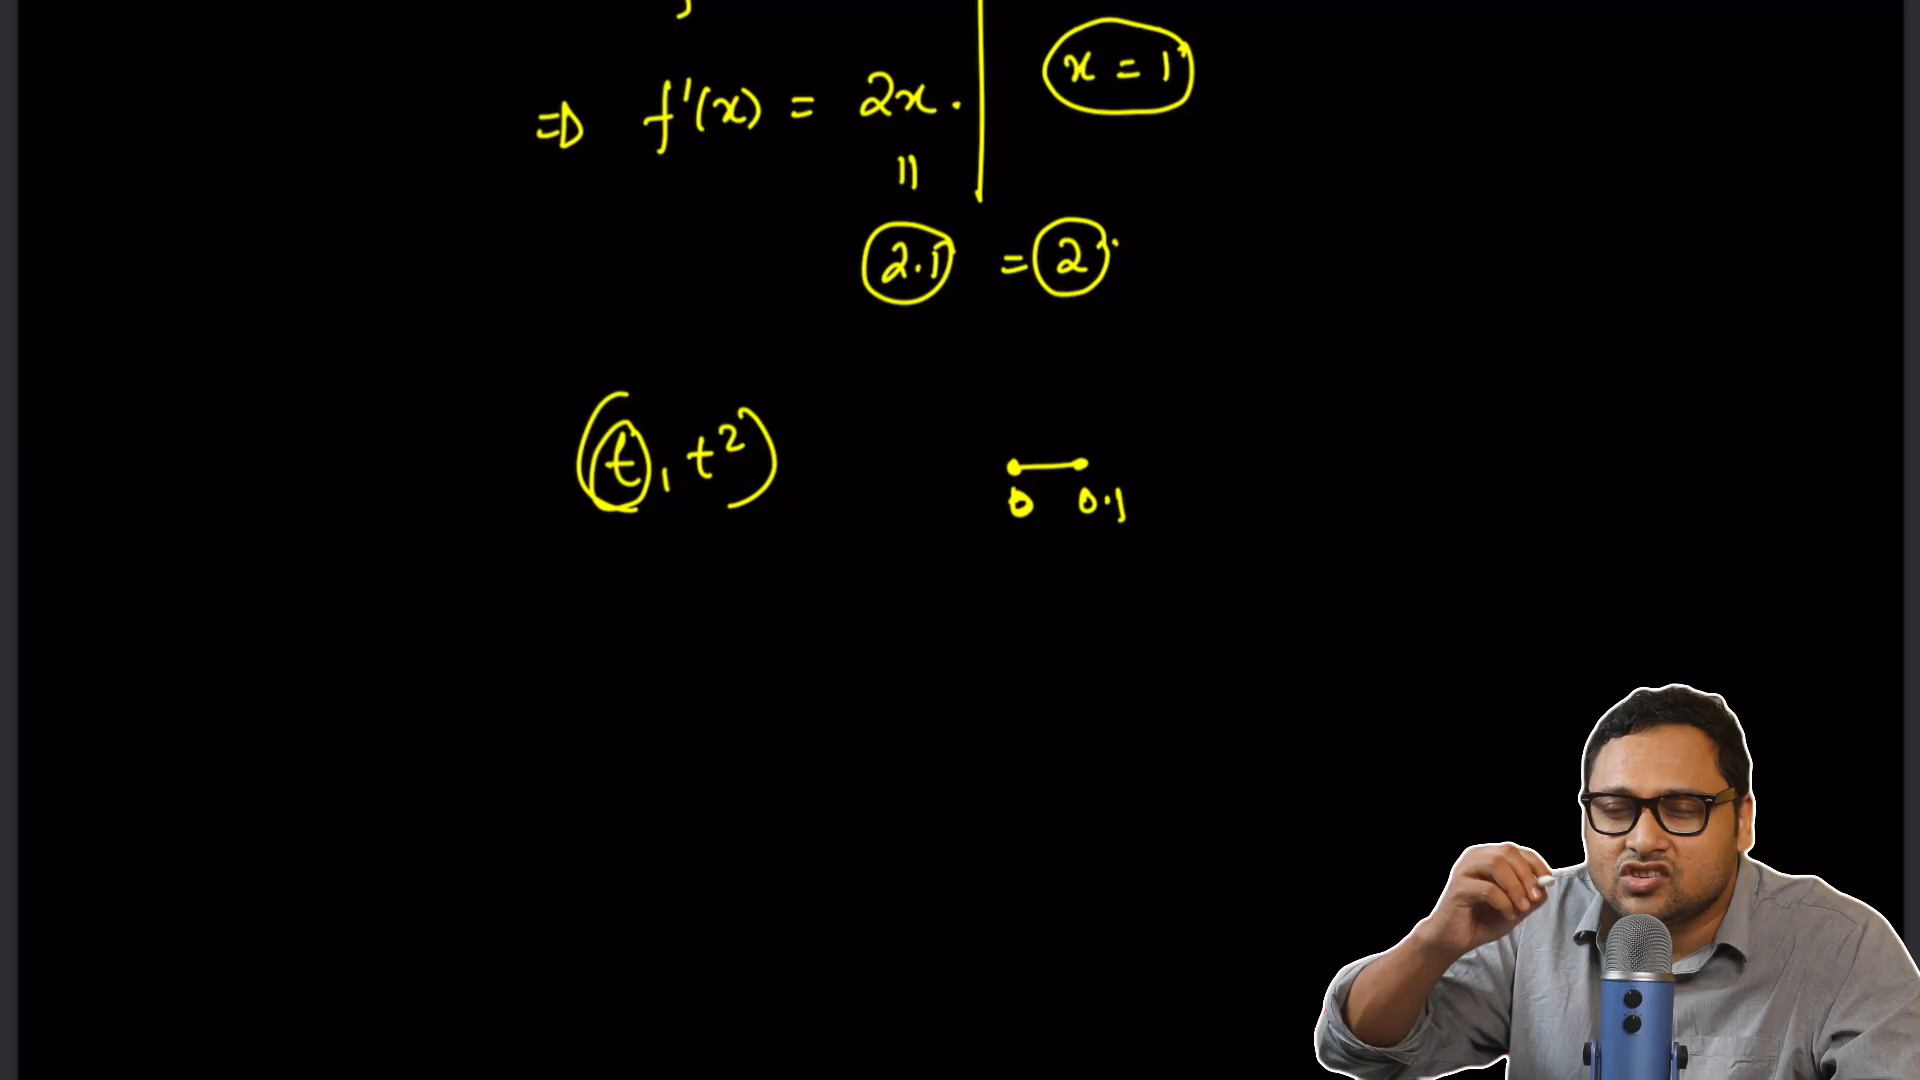 ⇒ f'(x) = 2x. | x = 1
||
2.1 = 2
(t, t²)
0 0.1